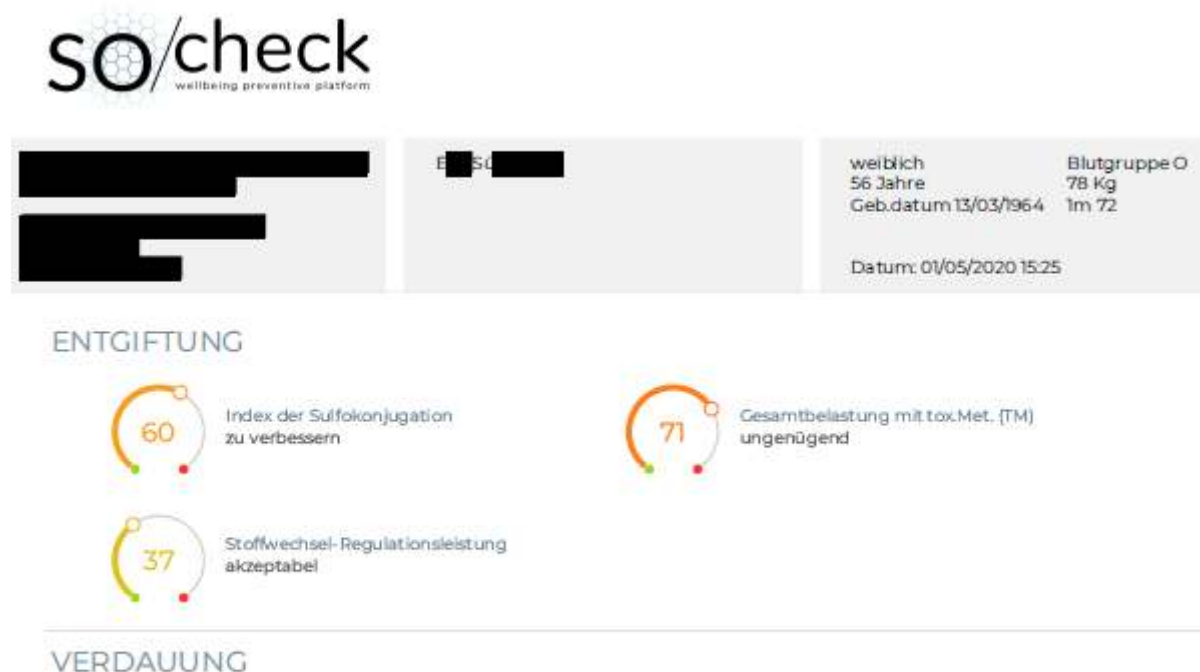 so/check
wellbeing preventive platform
weiblich
56 Jahre
Geb.datum 13/03/1964
Blutgruppe O
78 Kg
1m 72
Datum: 01/05/2020 15:25
ENTGIFTUNG
60
Index der Sulfokonjugation
zu verbessern
71
Gesamtbelastung mit tox.Met. (TM)
ungenügend
37
Stoffwechsel-Regulationsleistung
akzeptabel
VERDAUUNG